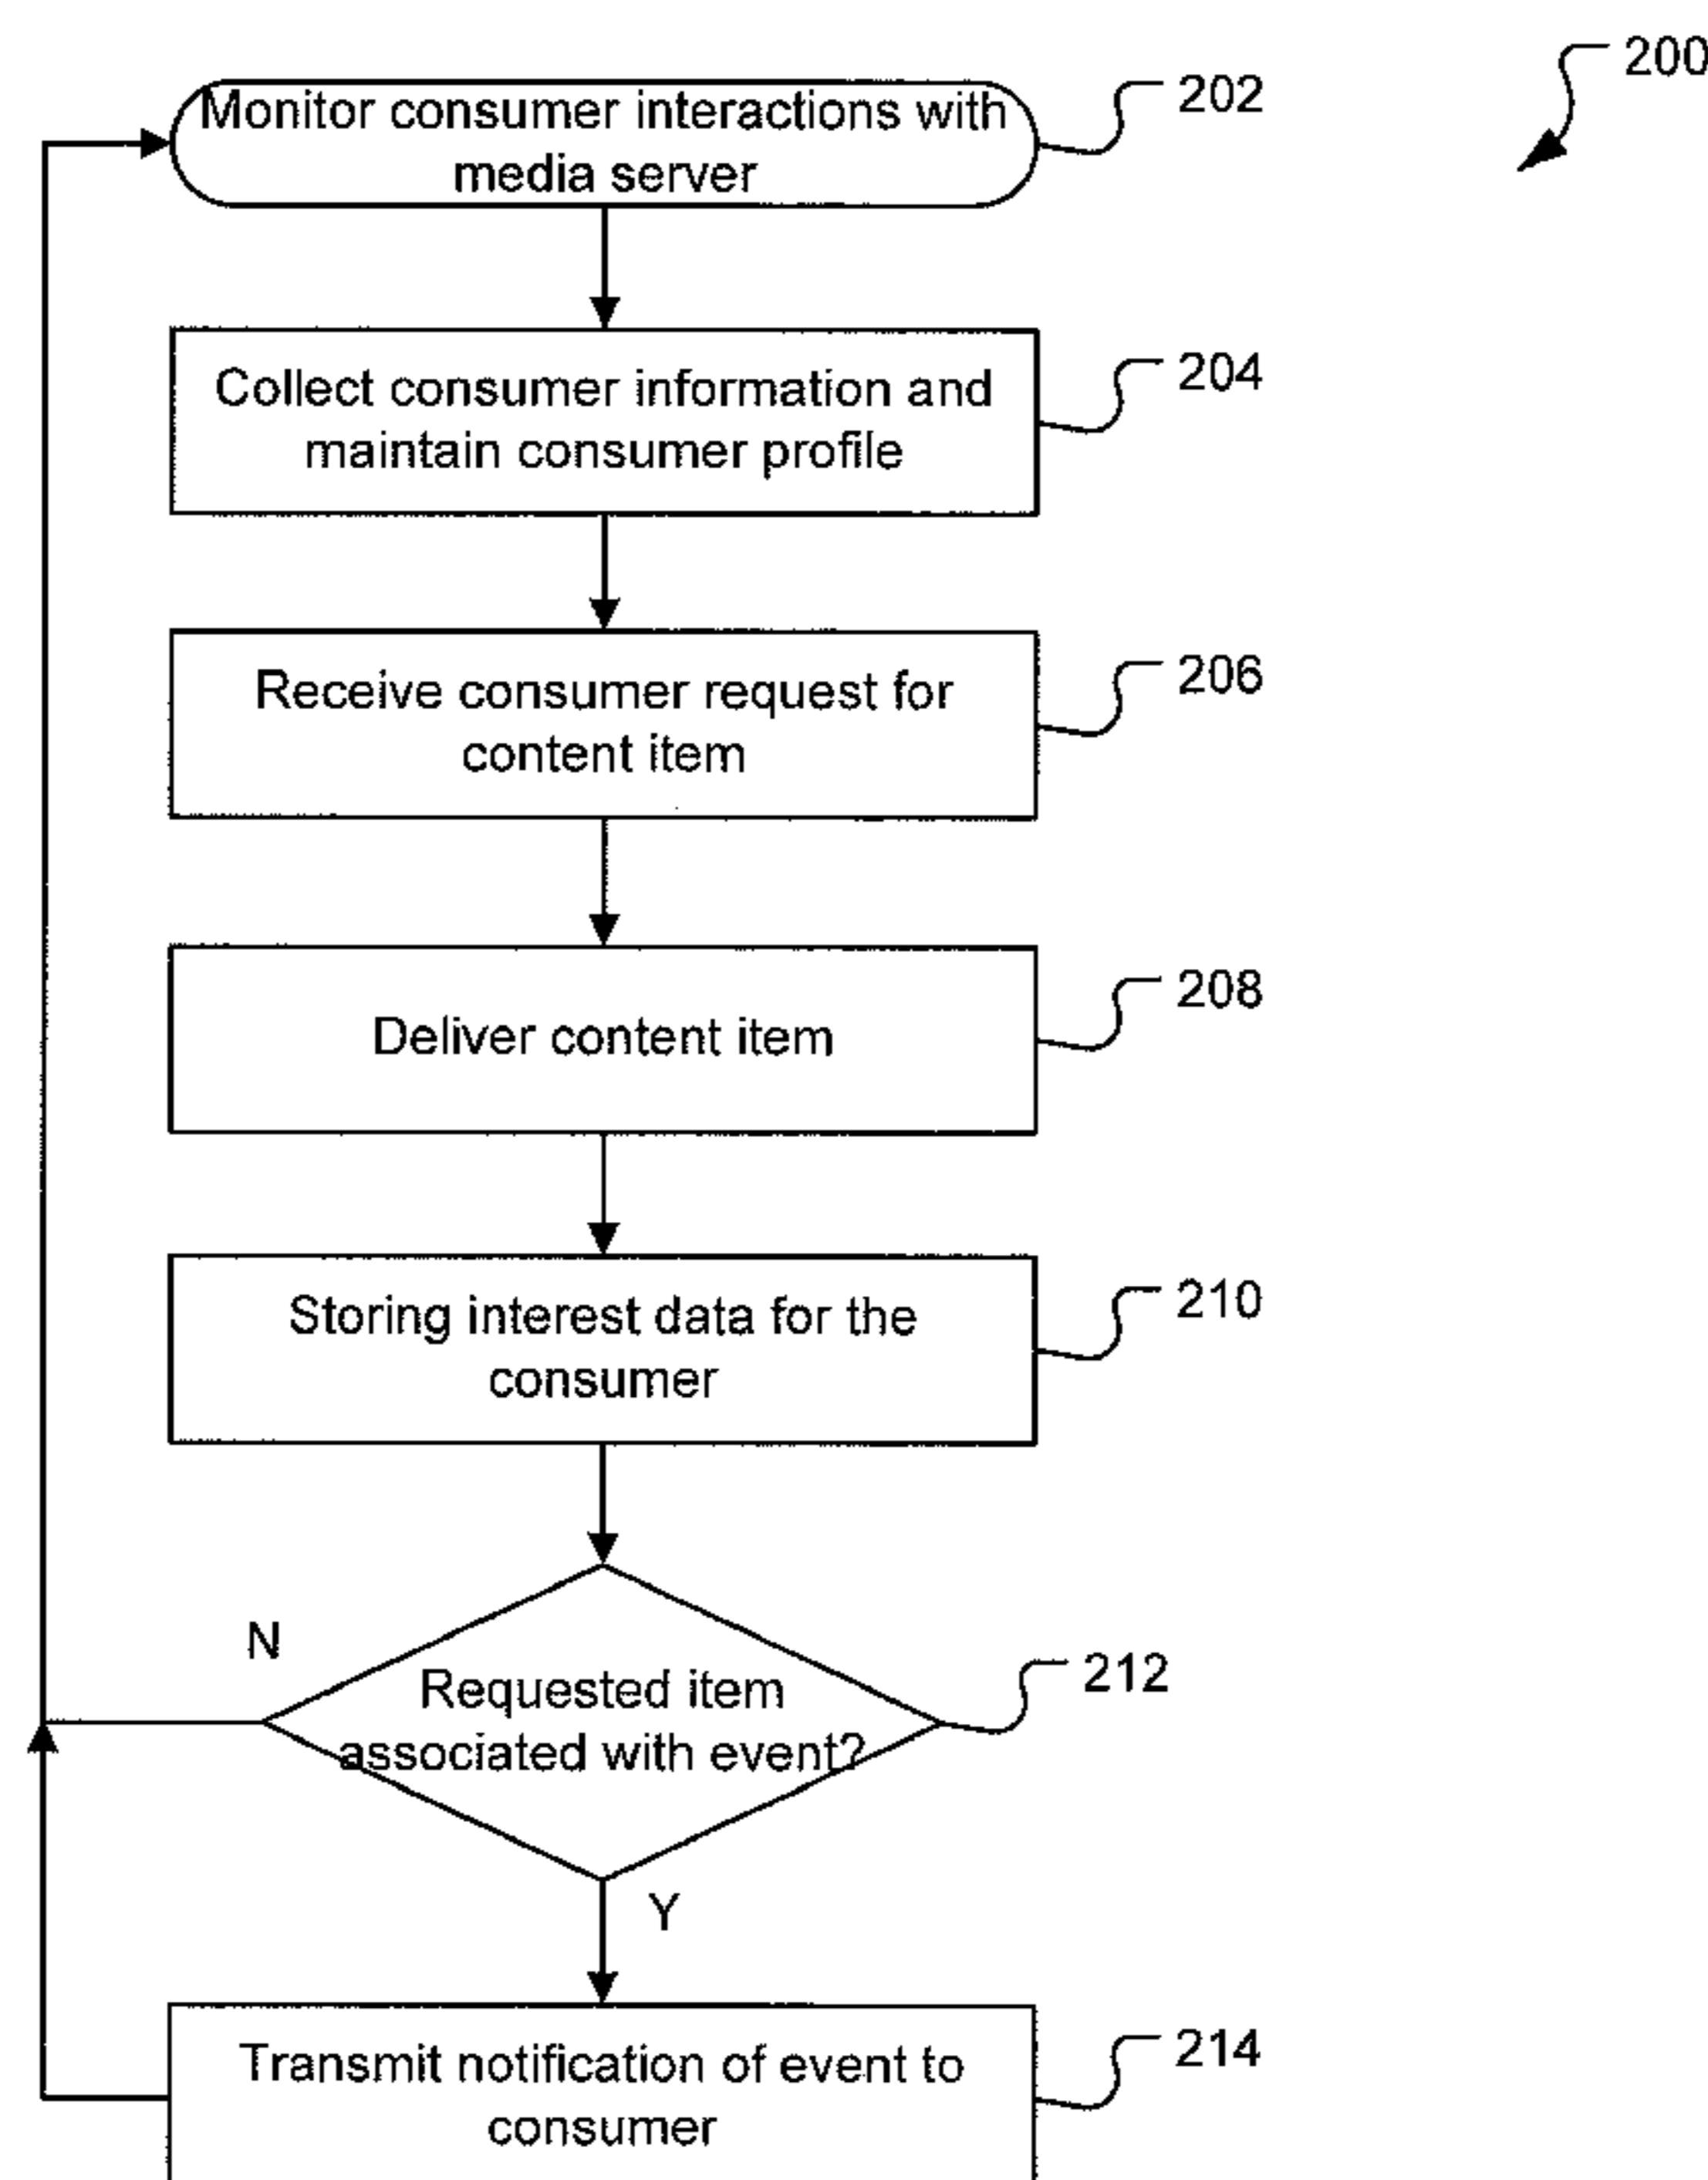 200
Monitor consumer interactions with
media server
202
Collect consumer information and
maintain consumer profile
204
Receive consumer request for
content item
206
Deliver content item
208
Storing interest data for the
consumer
210
N
Requested item
associated with event?
212
Y
Transmit notification of event to
consumer
214